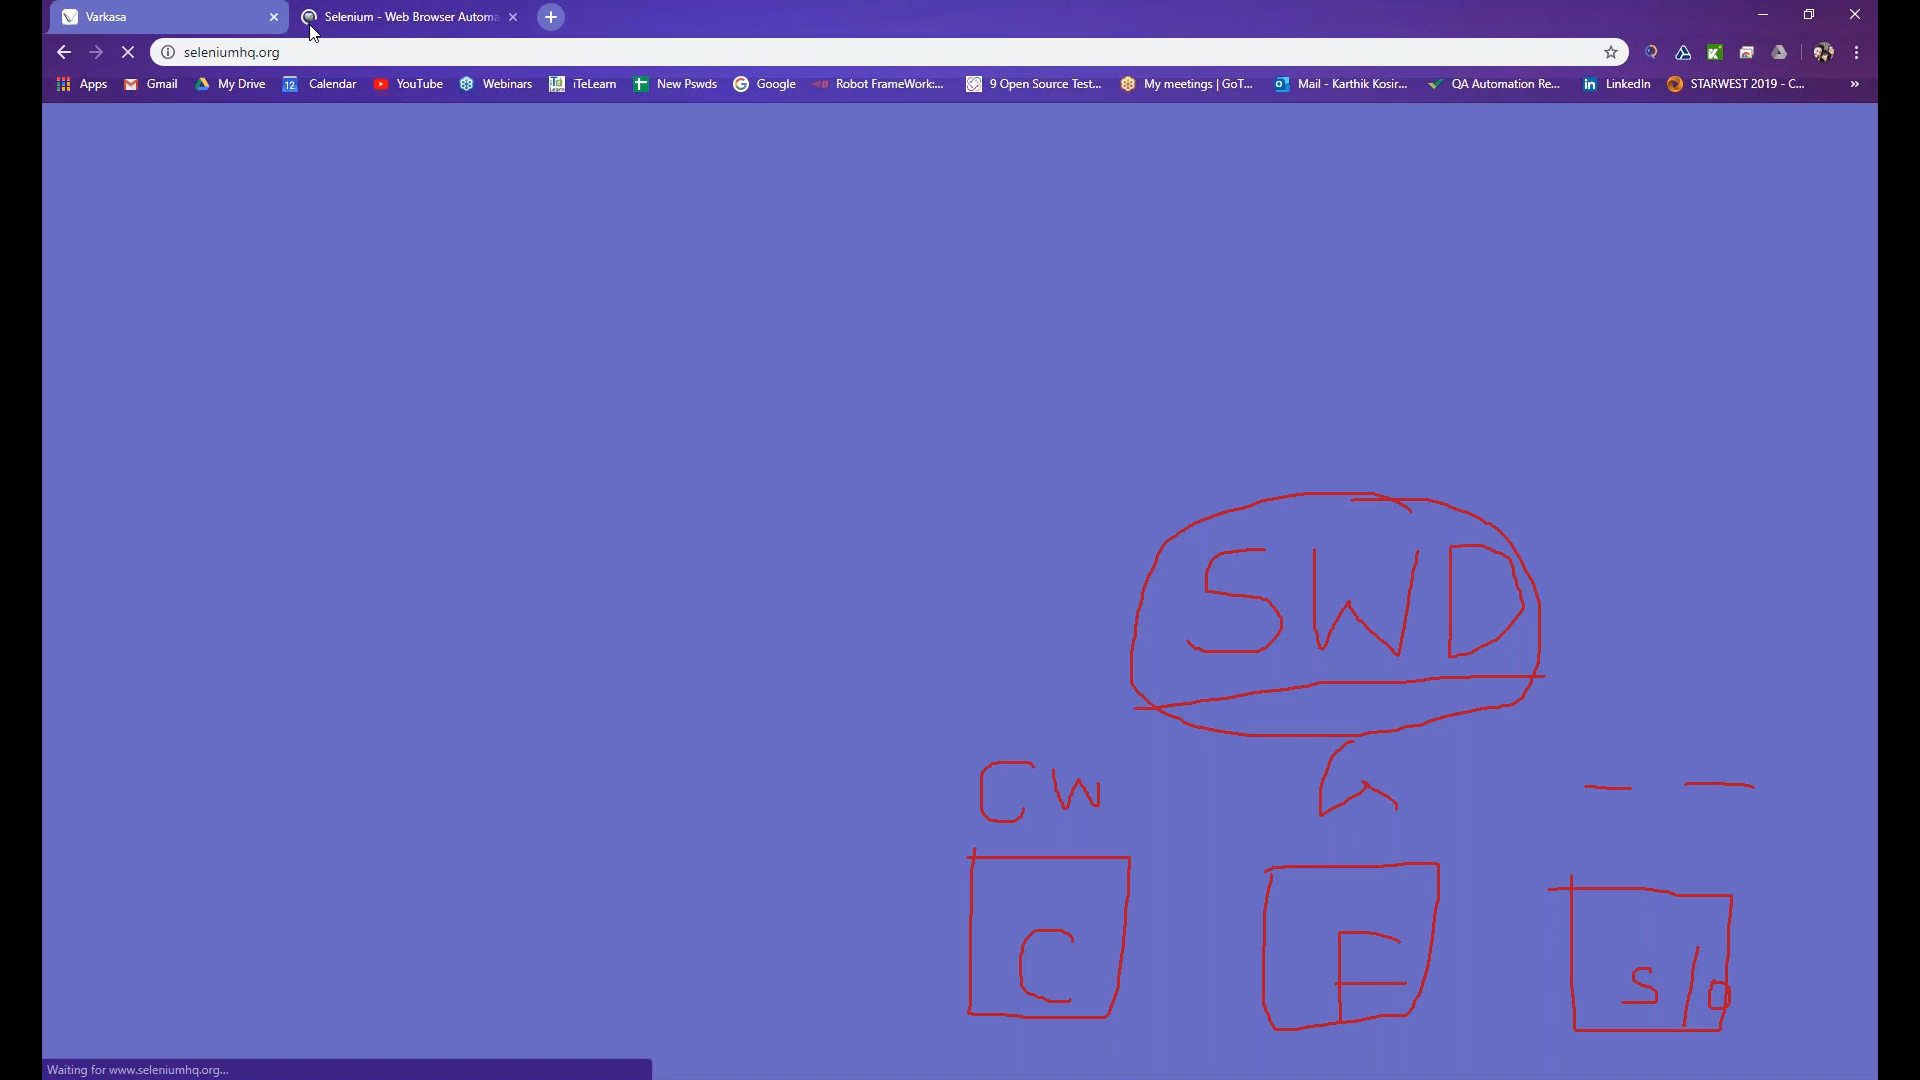 Varkasa
Selenium - Web Browser Autom
seleniumhq.org
Apps Gmail My Drive 12 Calendar YouTube Webinars iTeLearn New Pswds Google Robot FrameWork:... 9 Open Source Test... My meetings | GoT... Mail - Karthik Kosir... QA Automation Re... in LinkedIn STARWEST 2019 - C... »
SWD
CW
C
F
S/O
Waiting for www.seleniumhq.org...